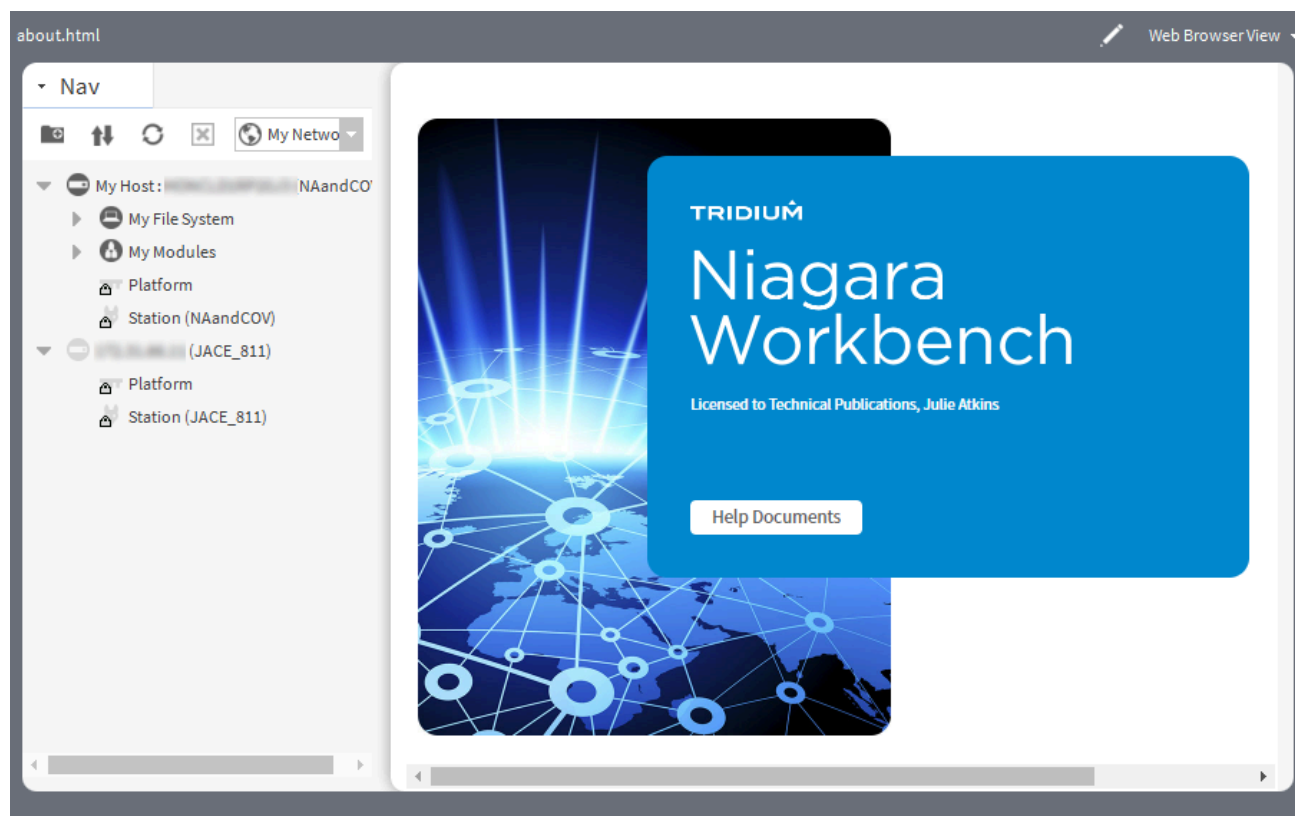 about.html
Web Browser View
Nav
My Netwo
My Host: (NAandCO
My File System
My Modules
Platform
Station (NAandCOV)
(JACE_811)
Platform
Station (JACE_811)
TRIDIUM
Niagara
Workbench
Licensed to Technical Publications, Julie Atkins
Help Documents